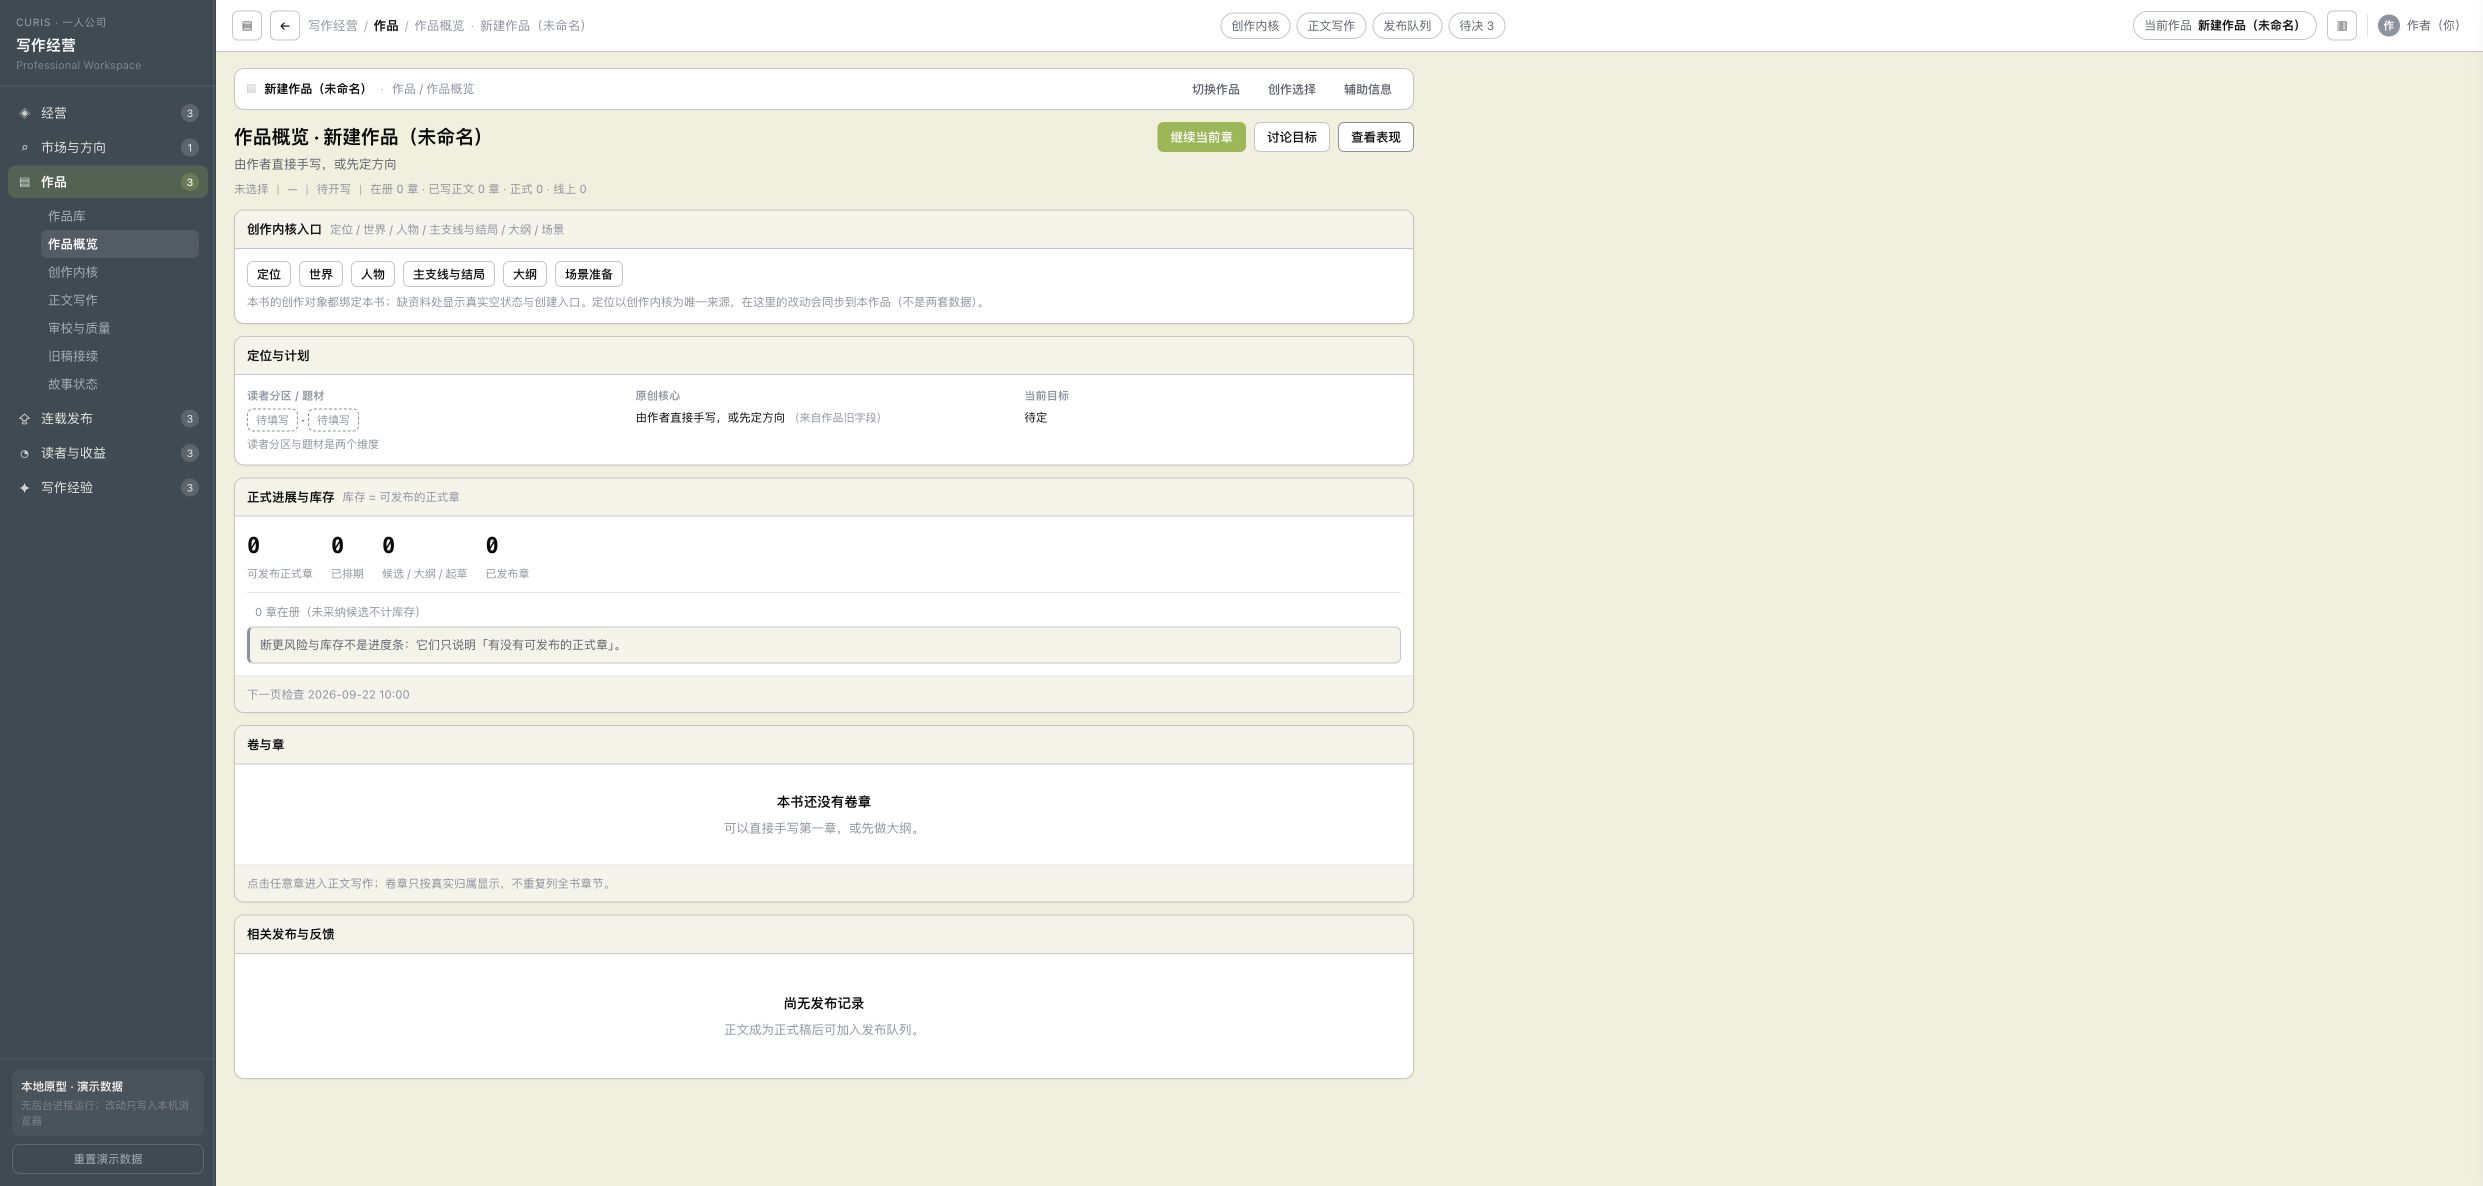 CURIS · 一人公司
写作经营
Professional Workspace
经营 3
市场与方向 1
作品 3
作品库
作品概览
创作内核
正文写作
审校与质量
旧稿接续
故事状态
连载发布 3
读者与收益 3
写作经验 3
本地原型 · 演示数据
无后台进程运行；改动只写入本机浏
览器
重置演示数据
← 写作经营 / 作品 / 作品概览 · 新建作品（未命名）
创作内核 正文写作 发布队列 待决 3
当前作品 新建作品（未命名）
作 作者（你）
新建作品（未命名） · 作品 / 作品概览
切换作品 创作选择 辅助信息
作品概览 · 新建作品（未命名）
继续当前章 讨论目标 查看表现
由作者直接手写，或先定方向
未选择 | — | 待开写 | 在册 0 章 · 已写正文 0 章 · 正式 0 · 线上 0
创作内核入口 定位 / 世界 / 人物 / 主支线与结局 / 大纲 / 场景
定位 世界 人物 主支线与结局 大纲 场景准备
本书的创作对象都绑定本书；缺资料处显示真实空状态与创建入口。定位以创作内核为唯一来源，在这里的改动会同步到本作品（不是两套数据）。
定位与计划
读者分区 / 题材
待填写 · 待填写
读者分区与题材是两个维度
原创核心
由作者直接手写，或先定方向 （来自作品旧字段）
当前目标
待定
正式进展与库存 库存 = 可发布的正式章
0 0 0 0
可发布正式章 已排期 候选 / 大纲 / 起草 已发布章
0 章在册（未采纳候选不计库存）
断更风险与库存不是进度条：它们只说明「有没有可发布的正式章」。
下一页检查 2026-09-22 10:00
卷与章
本书还没有卷章
可以直接手写第一章，或先做大纲。
点击任意章进入正文写作；卷章只按真实归属显示，不重复列全书章节。
相关发布与反馈
尚无发布记录
正文成为正式稿后可加入发布队列。